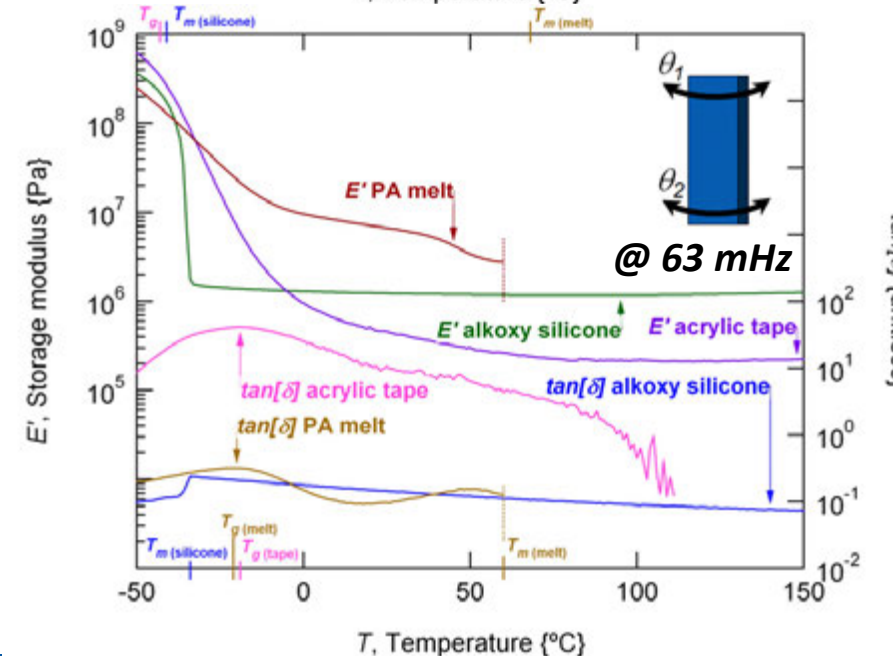 Tg Tm (silicone) Tm (melt)
10^9
10^8
10^7
10^6
10^5
E', Storage modulus {Pa}
θ1
θ2
@ 63 mHz
E' PA melt
E' alkoxy silicone
E' acrylic tape
tan[δ] acrylic tape
tan[δ] alkoxy silicone
tan[δ] PA melt
10^2
10^1
10^0
10^-1
10^-2
Tg (melt)
Tm (silicone) Tg (tape) Tm (melt)
-50 0 50 100 150
T, Temperature {ºC}